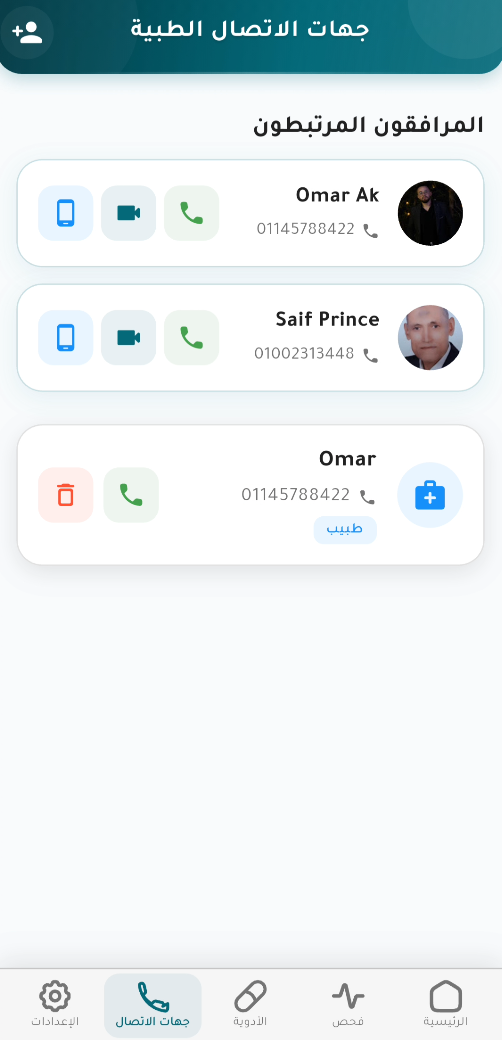 جهات الاتصال الطبية
المرافقون المرتبطون
Omar Ak
01145788422
Saif Prince
01002313448
Omar
01145788422
طبيب
الرئيسية
فحص
الأدوية
جهات الاتصال
الإعدادات